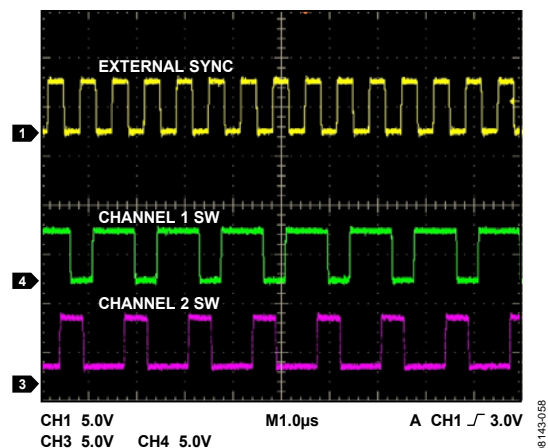 EXTERNAL SYNC
1
CHANNEL 1 SW
4
CHANNEL 2 SW
3
CH1 5.0V M1.0µs A CH1 3.0V
CH3 5.0V CH4 5.0V
08143-058